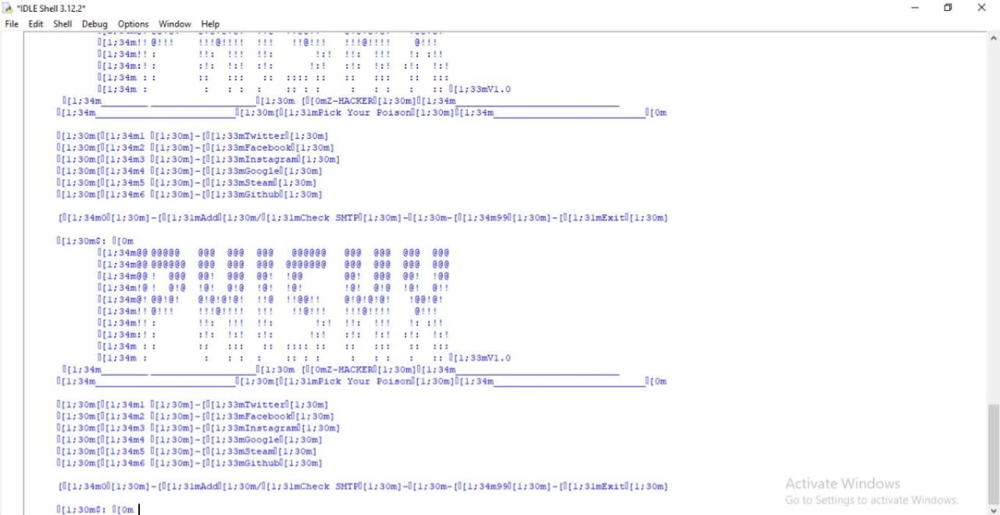 *IDLE Shell 3.12.2*
File Edit Shell Debug Options Window Help
[1;34m!! @!!!    !!!@!!!! !!!   !!@!!!   !!!@!!!!    @!!!
[1;34m!! :       !!:  !!! !!:       !:! !!:  !!!   !: :!!
[1;34m:! :       :!:  !:! :!:      !:!  :!:  !:!  :!:  !:!
[1;34m : :       ::   :::  ::  :::: ::   ::   :::  ::  :::
[1;34m :          :   : :  :    :: : :    :   : :   :   :: [1;33mV1.0
[1;34m________ __________________[1;30m [[0mZ-HACKER[1;30m][1;34m____________________________
[1;34m________________________[1;30m[[1;31mPick Your Poison[1;30m][1;34m__________________________[0m
[1;30m[[1;34m1 [1;30m]-[[1;33mTwitter[1;30m]
[1;30m[[1;34m2 [1;30m]-[[1;33mFacebook[1;30m]
[1;30m[[1;34m3 [1;30m]-[[1;33mInstagram[1;30m]
[1;30m[[1;34m4 [1;30m]-[[1;33mGoogle[1;30m]
[1;30m[[1;34m5 [1;30m]-[[1;33mSteam[1;30m]
[1;30m[[1;34m6 [1;30m]-[[1;33mGithub[1;30m]
[[1;34m0[1;30m]-[[1;31mAdd[1;30m/[1;31mCheck SMTP[1;30m]-[1;30m-[[1;34m99[1;30m]-[[1;31mExit[1;30m]
[1;30m$: [0m
[1;34m@@ @@@@@   @@@  @@@  @@@   @@@@@@   @@@  @@@  @@@  @@@
[1;34m@@ @@@@@@  @@@  @@@  @@@  @@@@@@@   @@@  @@@  @@@  @@@
[1;34m@@ !  @@@  @@!  @@@  @@!  !@@       @@!  @@@  @@!  !@@
[1;34m!@ !  @!@  !@!  @!@  !@!  !@!       !@!  @!@  !@!  @!!
[1;34m@! @@!@!   @!@!@!@!  !!@  !!@@!!    @!@!@!@!   !@@!@!
[1;34m!! @!!!    !!!@!!!!  !!!   !!@!!!   !!!@!!!!    @!!!
[1;34m!! :       !!:  !!!  !!:       !:!  !!:  !!!   !: :!!
[1;34m:! :       :!:  !:!  :!:      !:!   :!:  !:!  :!:  !:!
[1;34m : :       ::   :::   ::  :::: ::   ::   :::   ::  :::
[1;34m :          :   : :  :    :: : :     :   : :   :   :: [1;33mV1.0
[1;34m________ __________________[1;30m [[0mZ-HACKER[1;30m][1;34m____________________________
[1;34m________________________[1;30m[[1;31mPick Your Poison[1;30m][1;34m__________________________[0m
[1;30m[[1;34m1 [1;30m]-[[1;33mTwitter[1;30m]
[1;30m[[1;34m2 [1;30m]-[[1;33mFacebook[1;30m]
[1;30m[[1;34m3 [1;30m]-[[1;33mInstagram[1;30m]
[1;30m[[1;34m4 [1;30m]-[[1;33mGoogle[1;30m]
[1;30m[[1;34m5 [1;30m]-[[1;33mSteam[1;30m]
[1;30m[[1;34m6 [1;30m]-[[1;33mGithub[1;30m]
[[1;34m0[1;30m]-[[1;31mAdd[1;30m/[1;31mCheck SMTP[1;30m]-[1;30m-[[1;34m99[1;30m]-[[1;31mExit[1;30m]
[1;30m$: [0m
Activate Windows
Go to Settings to activate Windows.